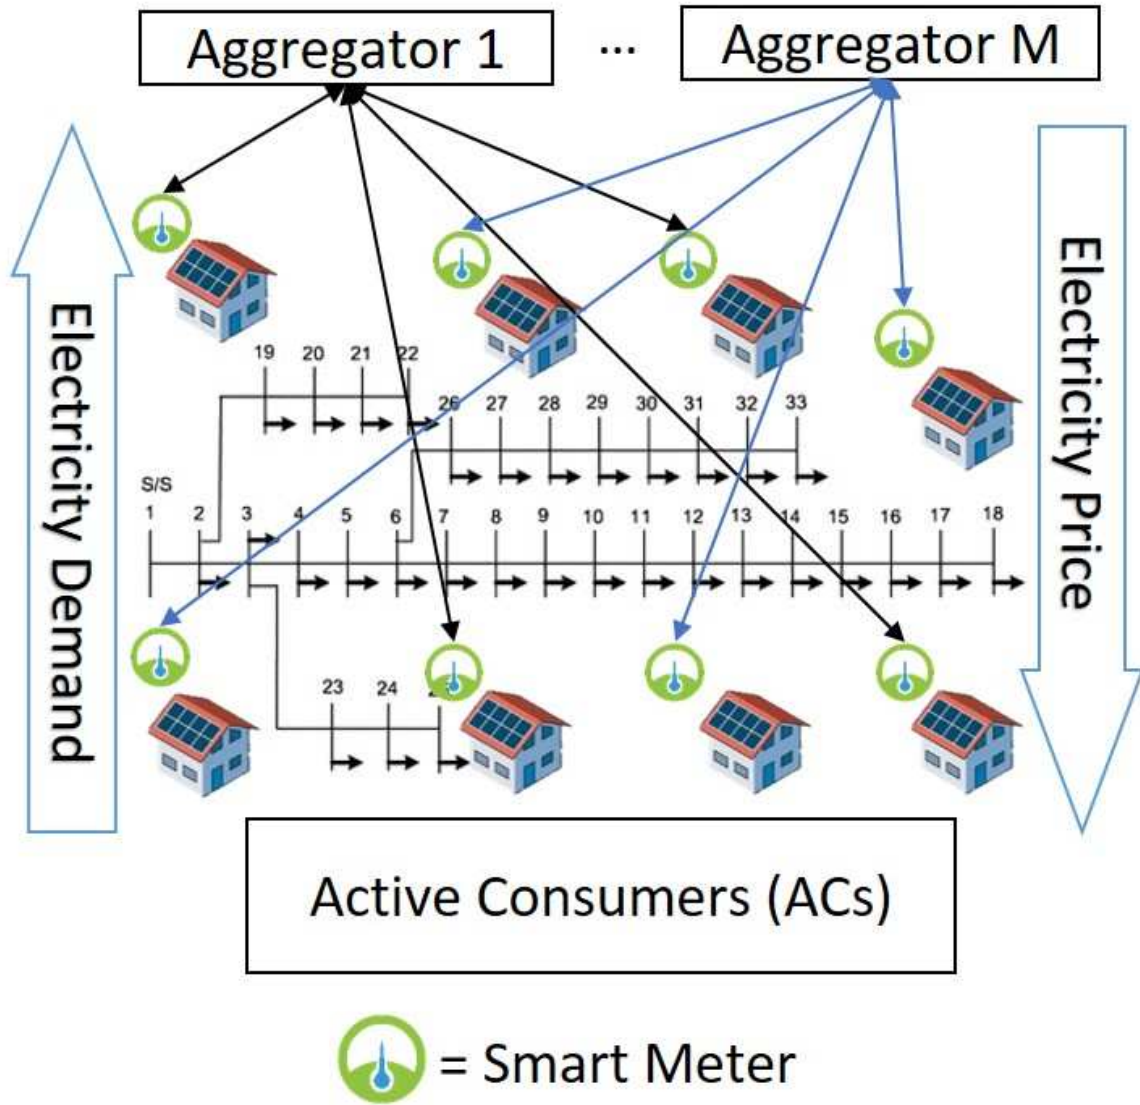 Aggregator 1 ... Aggregator M
Electricity Demand
Electricity Price
19 20 21 22
26 27 28 29 30 31 32 33
S/S
1 2 3 4 5 6 7 8 9 10 11 12 13 14 15 16 17 18
23 24
Active Consumers (ACs)
= Smart Meter